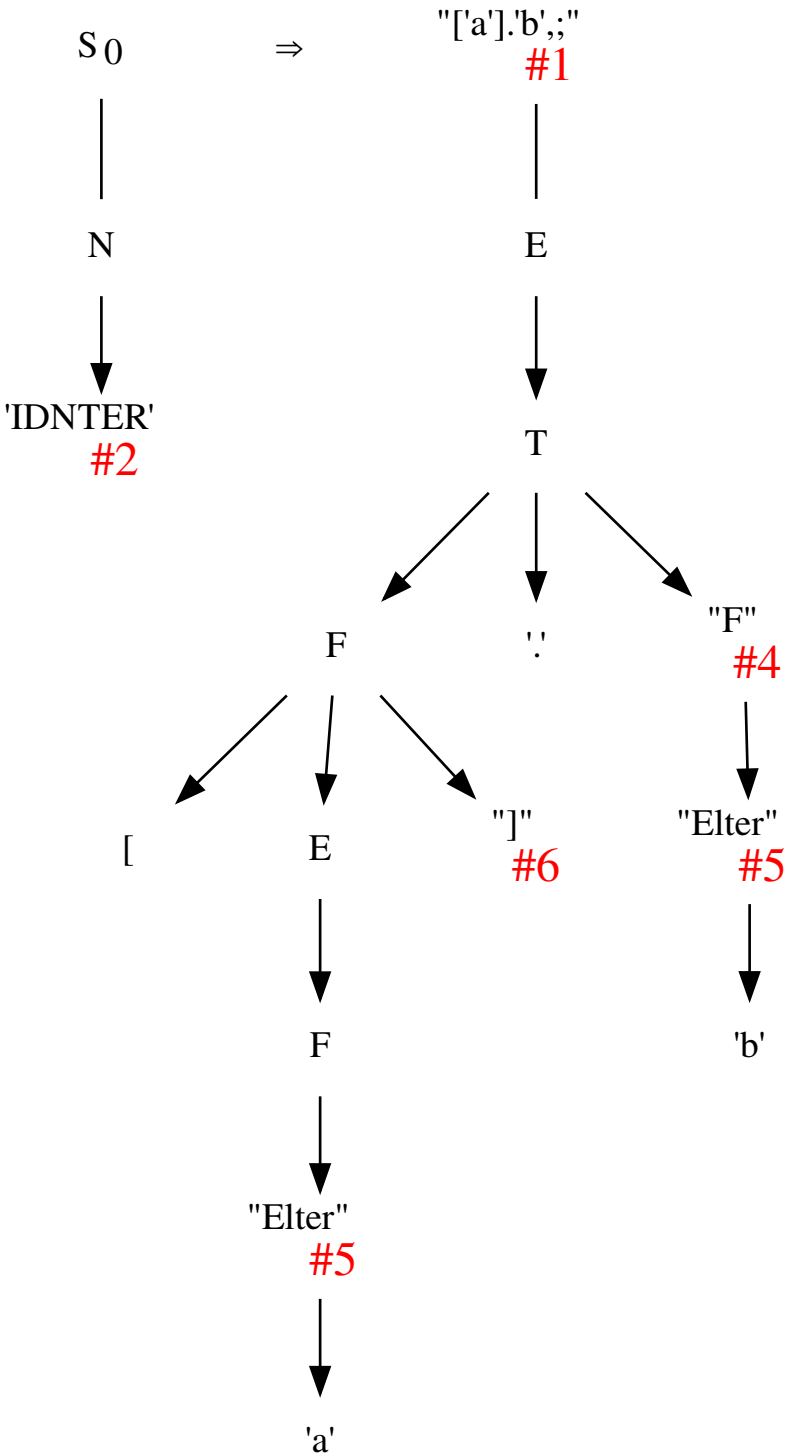 S0 ⇒ "['a'].'b',;"
#1
N E
'IDNTER'
#2
T
F '.' "F"
#4
[ E "]" "Elter"
#6 #5
F 'b'
"Elter"
#5
'a'